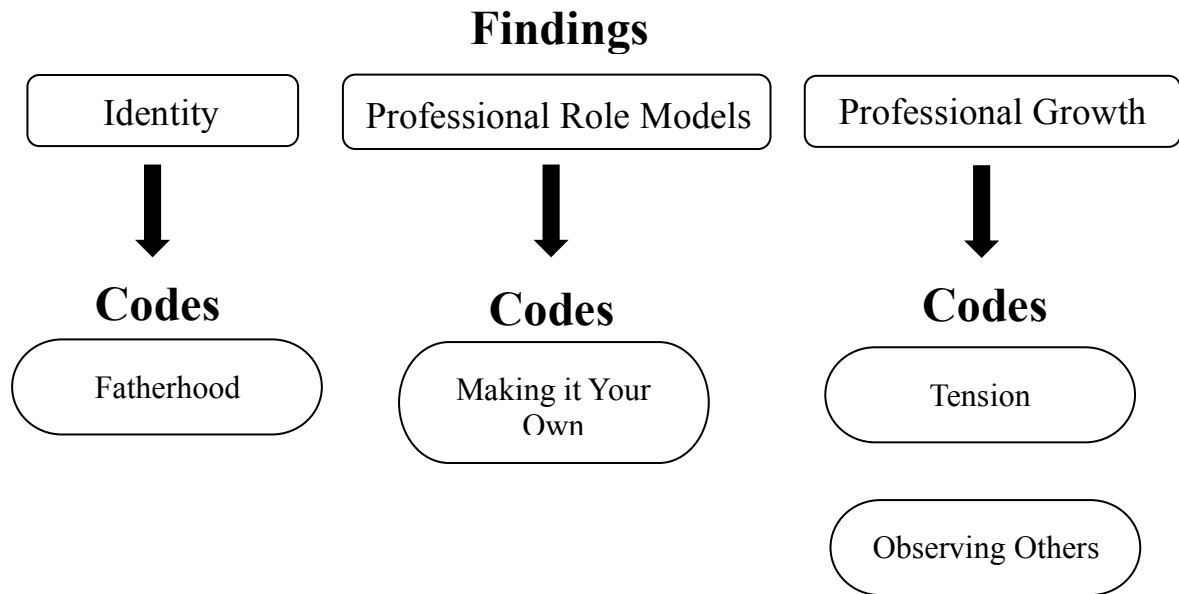 Findings
Identity
Professional Role Models
Professional Growth
Codes
Codes
Codes
Fatherhood
Making it Your
Own
Tension
Observing Others